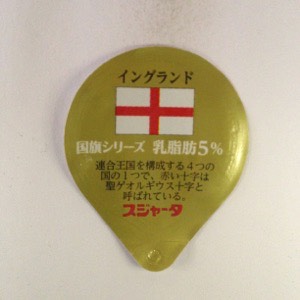 イングランド
国旗シリーズ 乳脂肪5%
連合王国を構成する4つの
国の1つで、赤い十字は
聖ゲオルギウス十字と
呼ばれている。
スジャータ